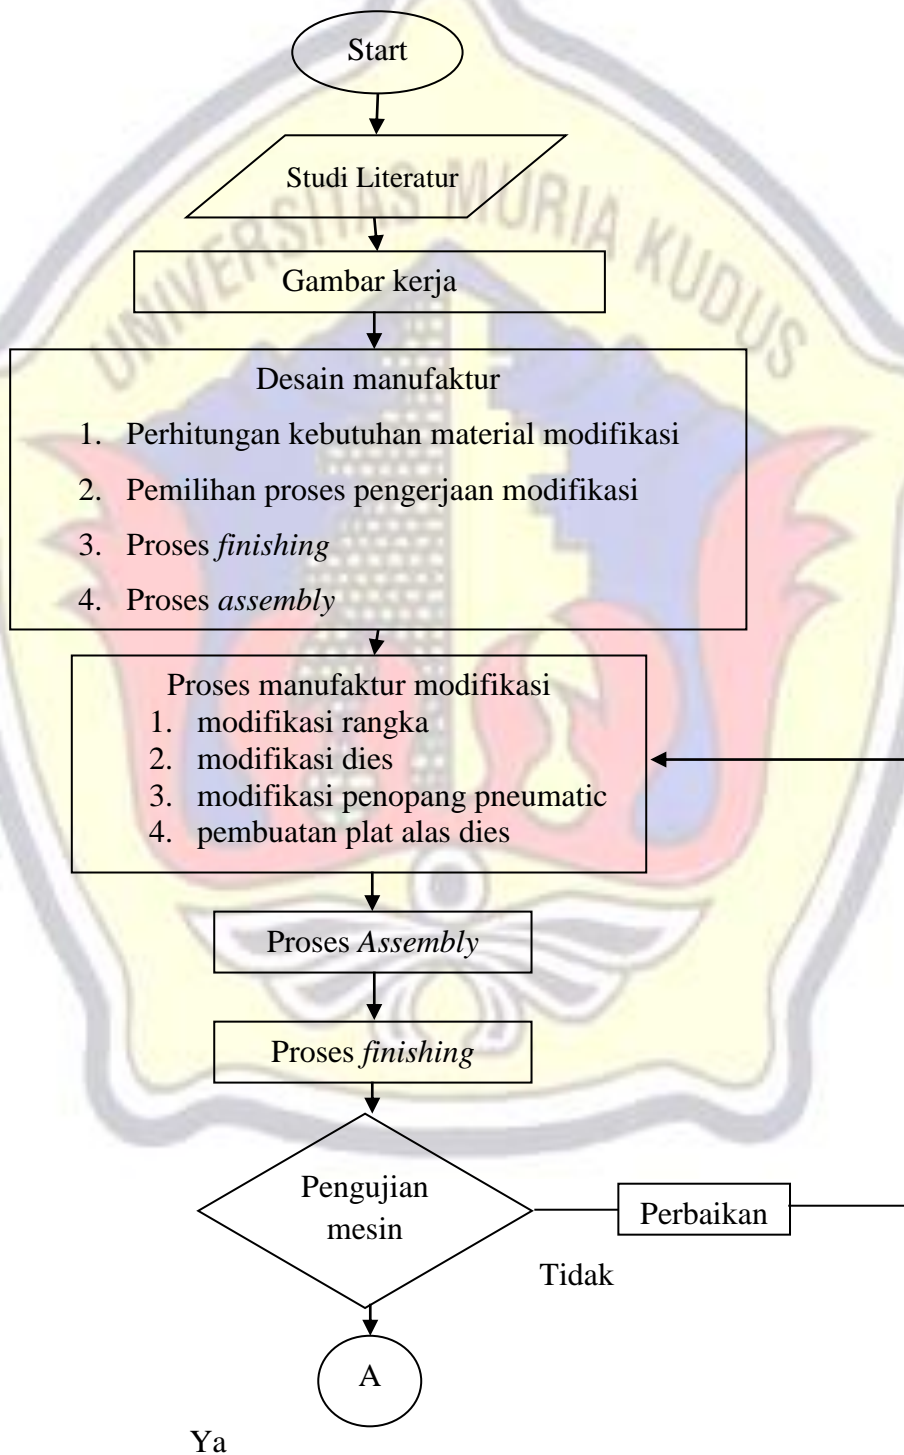 Start
Studi Literatur
UNIVERSITAS MURIA KUDUS
Gambar kerja
Desain manufaktur
1. Perhitungan kebutuhan material modifikasi
2. Pemilihan proses pengerjaan modifikasi
3. Proses finishing
4. Proses assembly
Proses manufaktur modifikasi
1. modifikasi rangka
2. modifikasi dies
3. modifikasi penopang pneumatic
4. pembuatan plat alas dies
Proses Assembly
Proses finishing
Pengujian
mesin
Perbaikan
Tidak
A
Ya